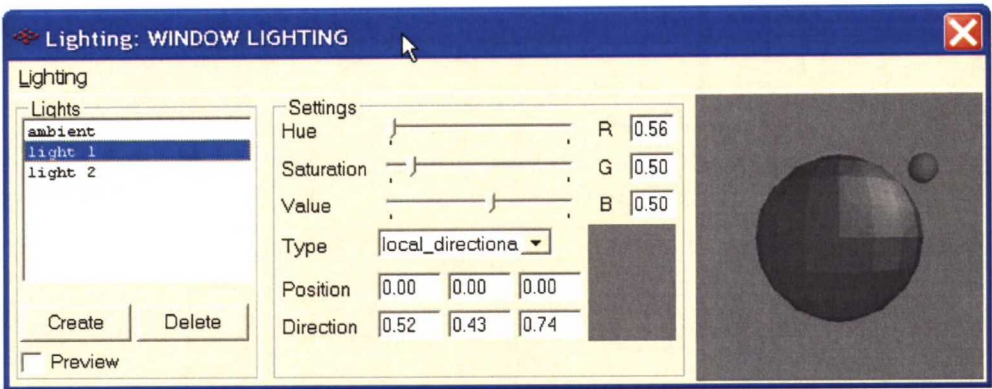 Lighting: WINDOW LIGHTING
Lighting
Lights
ambient
light 1
light 2
Create Delete
Preview
Settings
Hue R 0.56
Saturation G 0.50
Value B 0.50
Type local_directiona
Position 0.00 0.00 0.00
Direction 0.52 0.43 0.74